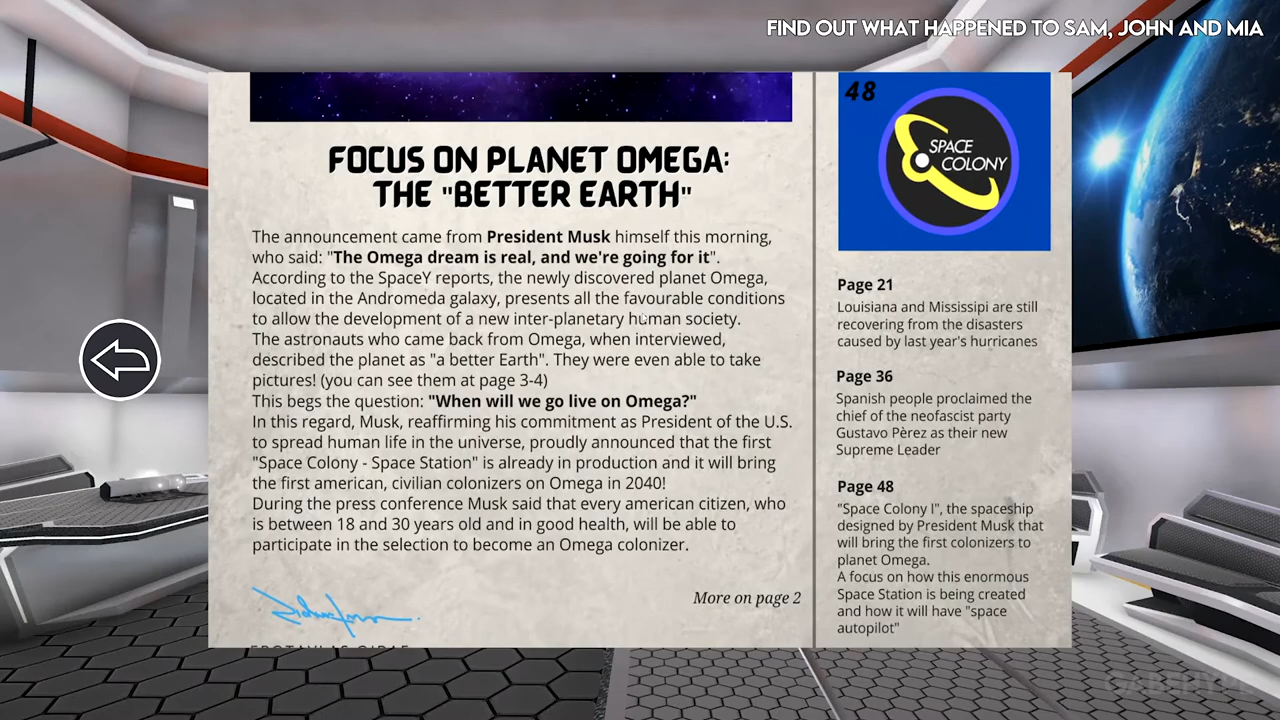 FIND OUT WHAT HAPPENED TO SAM, JOHN AND MIA
FOCUS ON PLANET OMEGA:
THE "BETTER EARTH"
The announcement came from President Musk himself this morning,
who said: "The Omega dream is real, and we're going for it".
According to the SpaceY reports, the newly discovered planet Omega,
located in the Andromeda galaxy, presents all the favourable conditions
to allow the development of a new inter-planetary human society.
The astronauts who came back from Omega, when interviewed,
described the planet as "a better Earth". They were even able to take
pictures! (you can see them at page 3-4)
This begs the question: "When will we go live on Omega?"
In this regard, Musk, reaffirming his commitment as President of the U.S.
to spread human life in the universe, proudly announced that the first
"Space Colony - Space Station" is already in production and it will bring
the first american, civilian colonizers on Omega in 2040!
During the press conference Musk said that every american citizen, who
is between 18 and 30 years old and in good health, will be able to
participate in the selection to become an Omega colonizer.
More on page 2
48
SPACE
COLONY
Page 21
Louisiana and Mississipi are still
recovering from the disasters
caused by last year's hurricanes
Page 36
Spanish people proclaimed the
chief of the neofascist party
Gustavo Pèrez as their new
Supreme Leader
Page 48
"Space Colony I", the spaceship
designed by President Musk that
will bring the first colonizers to
planet Omega.
A focus on how this enormous
Space Station is being created
and how it will have "space
autopilot"